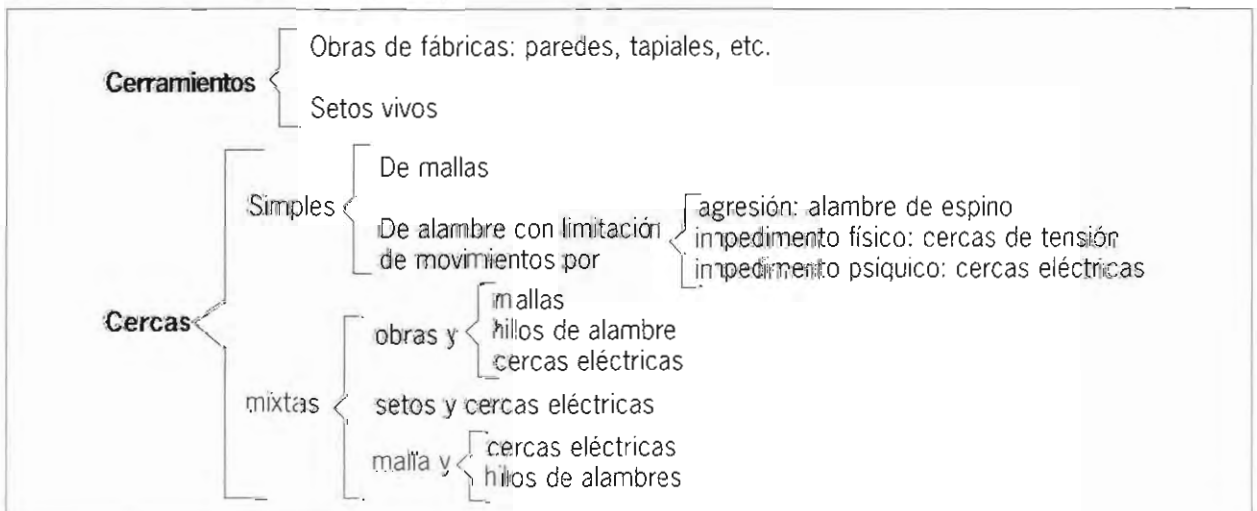 Obras de fábricas: paredes, tapiales, etc.
Cerramientos
Setos vivos
De mallas
Simples
De alambre con limitación
de movimientos por
agresión: alambre de espino
impedimento físico: cercas de tensión
impedimento psíquico: cercas eléctricas
Cercas
mallas
obras y
hilos de alambre
cercas eléctricas
mixtas
setos y cercas eléctricas
malla y
cercas eléctricas
hilos de alambres